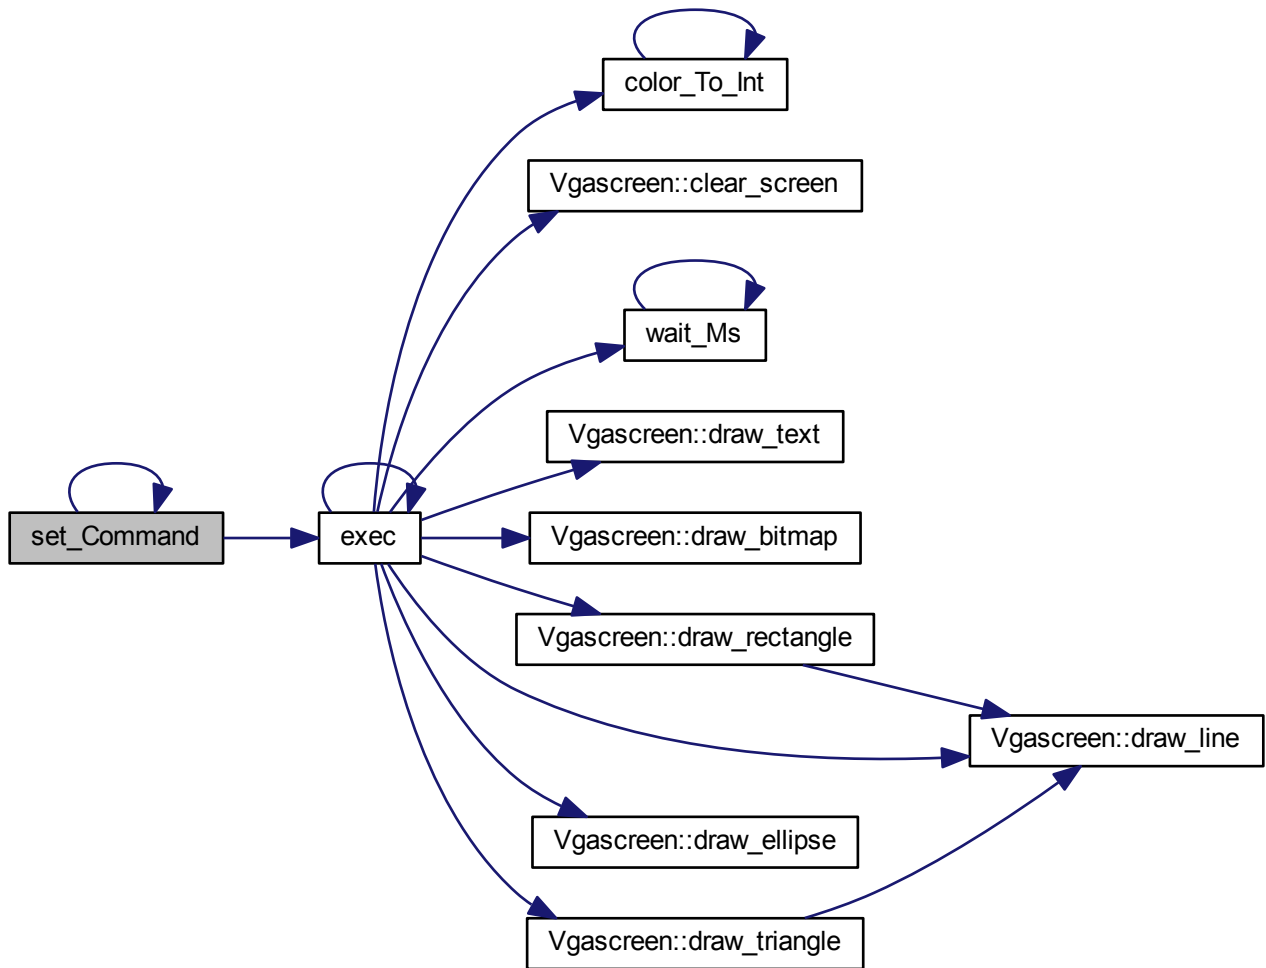 color_To_Int
Vgascreen::clear_screen
wait_Ms
Vgascreen::draw_text
set_Command
exec
Vgascreen::draw_bitmap
Vgascreen::draw_rectangle
Vgascreen::draw_line
Vgascreen::draw_ellipse
Vgascreen::draw_triangle